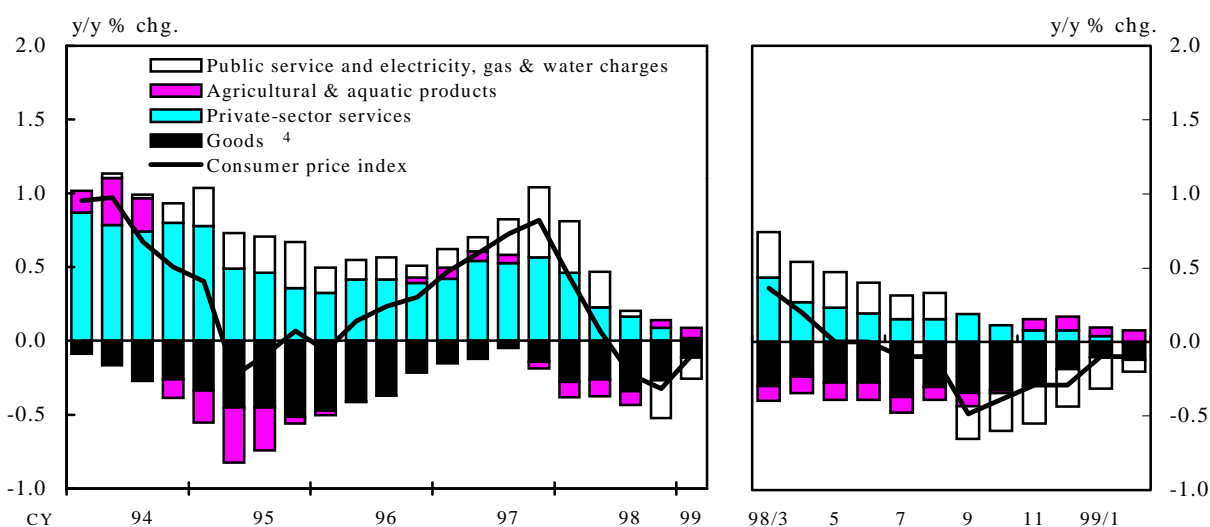 y/y % chg.
y/y % chg.
2.0
2.0
Public service and electricity, gas & water charges
Agricultural & aquatic products
1.5
1.5
Private-sector services
Goods 4
Consumer price index
1.0
1.0
0.5
0.5
0.0
0.0
-0.5
-0.5
-1.0
-1.0
CY 94 95 96 97 98 99
98/3 5 7 9 11 99/1